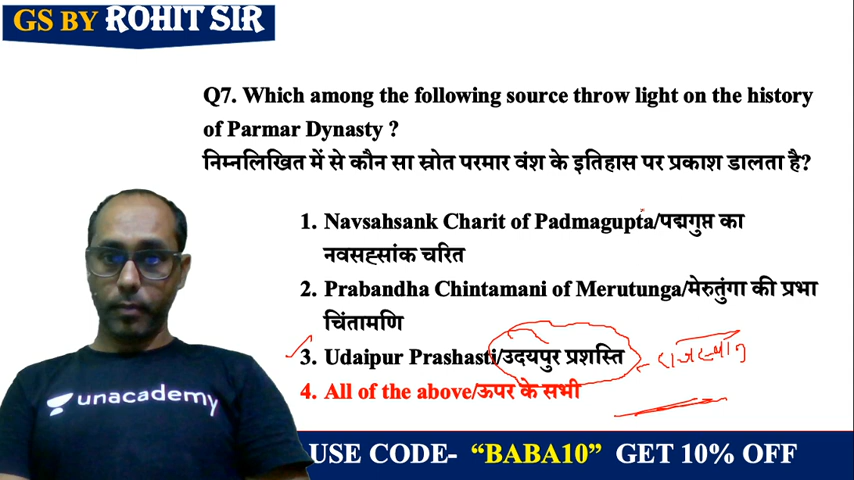 GS BY ROHIT SIR
Q7. Which among the following source throw light on the history
of Parmar Dynasty ?
निम्नलिखित में से कौन सा स्रोत परमार वंश के इतिहास पर प्रकाश डालता है?
1. Navsahsank Charit of Padmagupta/पद्मगुप्त का
नवसह्सांक चरित
2. Prabandha Chintamani of Merutunga/मेरुतुंगा की प्रभा
चिंतामणि
3. Udaipur Prashasti/उदयपुर प्रशस्ति
राजस्थान
4. All of the above/ऊपर के सभी
unacademy
USE CODE- “BABA10” GET 10% OFF